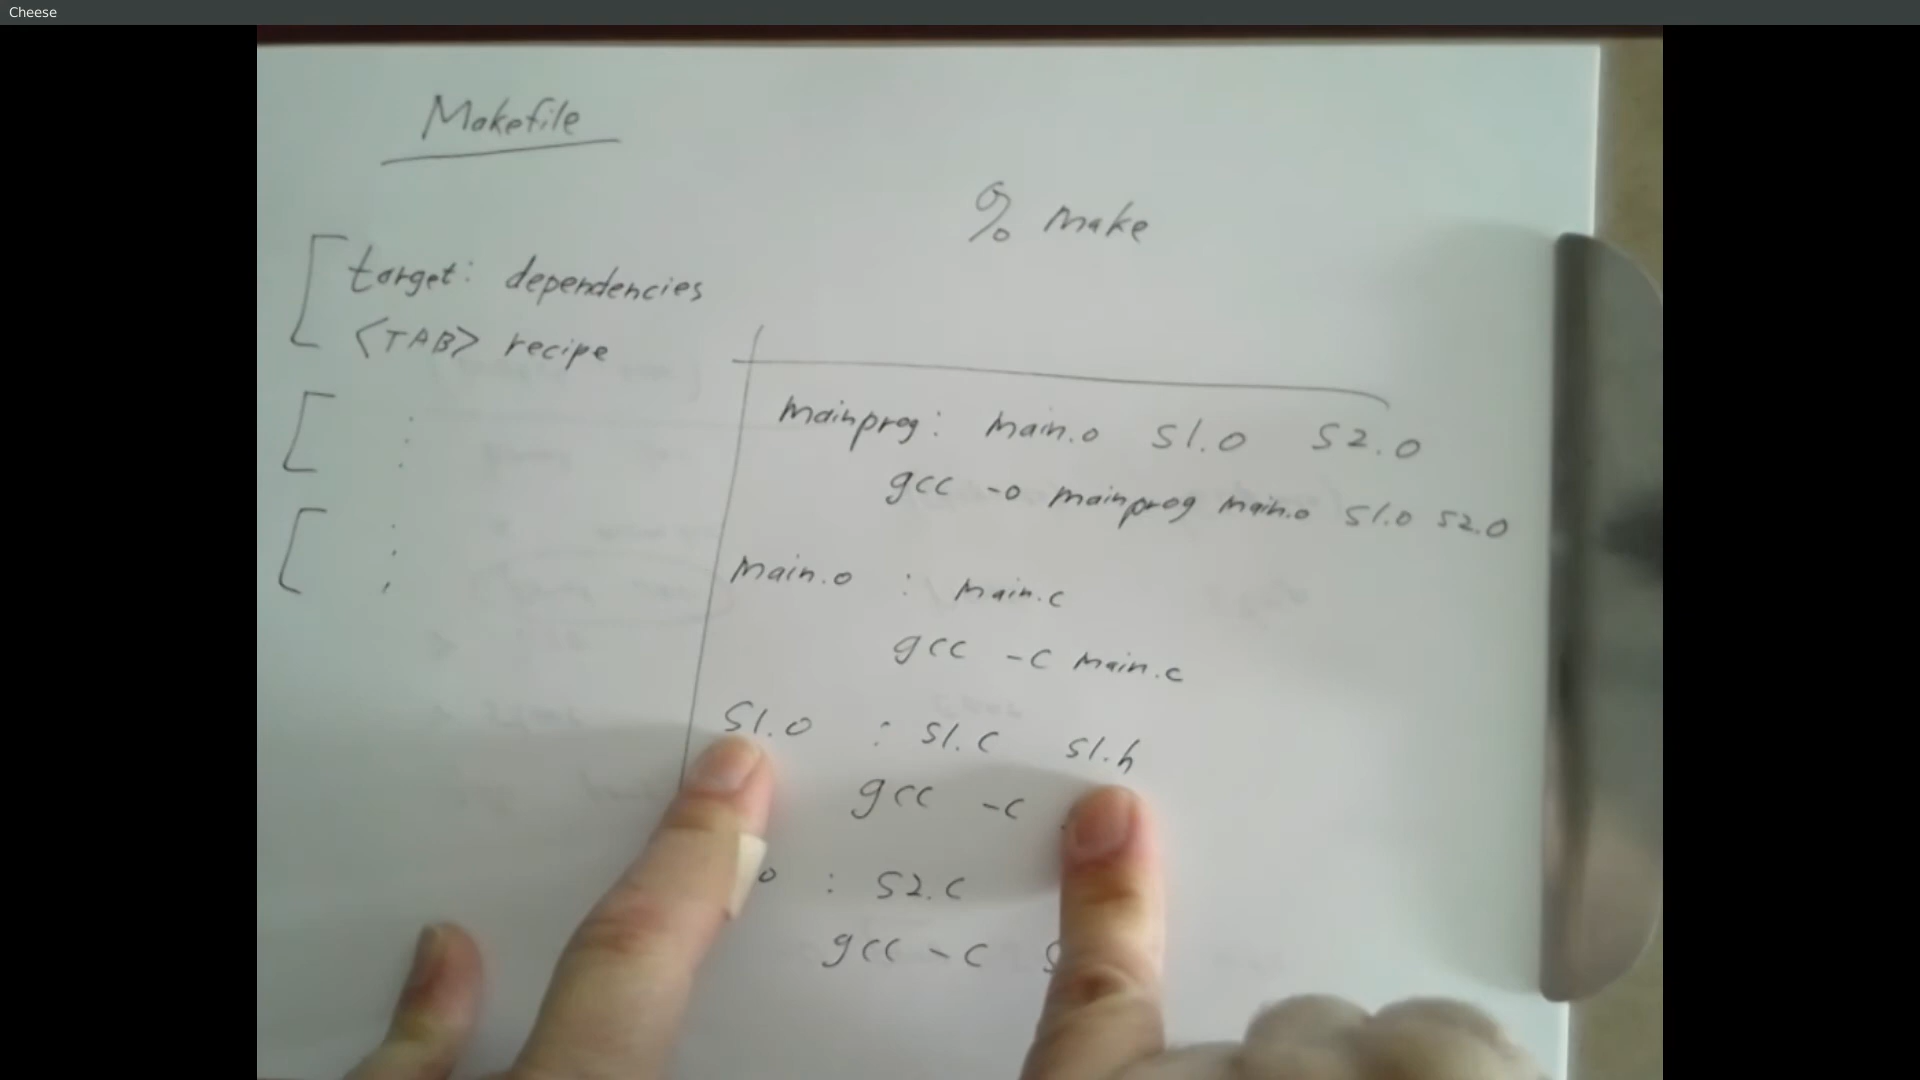 Cheese
Makefile
% make
target: dependencies
<TAB> recipe
mainprog: main.o s1.o s2.o
gcc -o mainprog main.o s1.o s2.o
main.o : main.c
gcc -c main.c
s1.o : s1.c s1.h
gcc -c
o : s2.c
gcc -c s